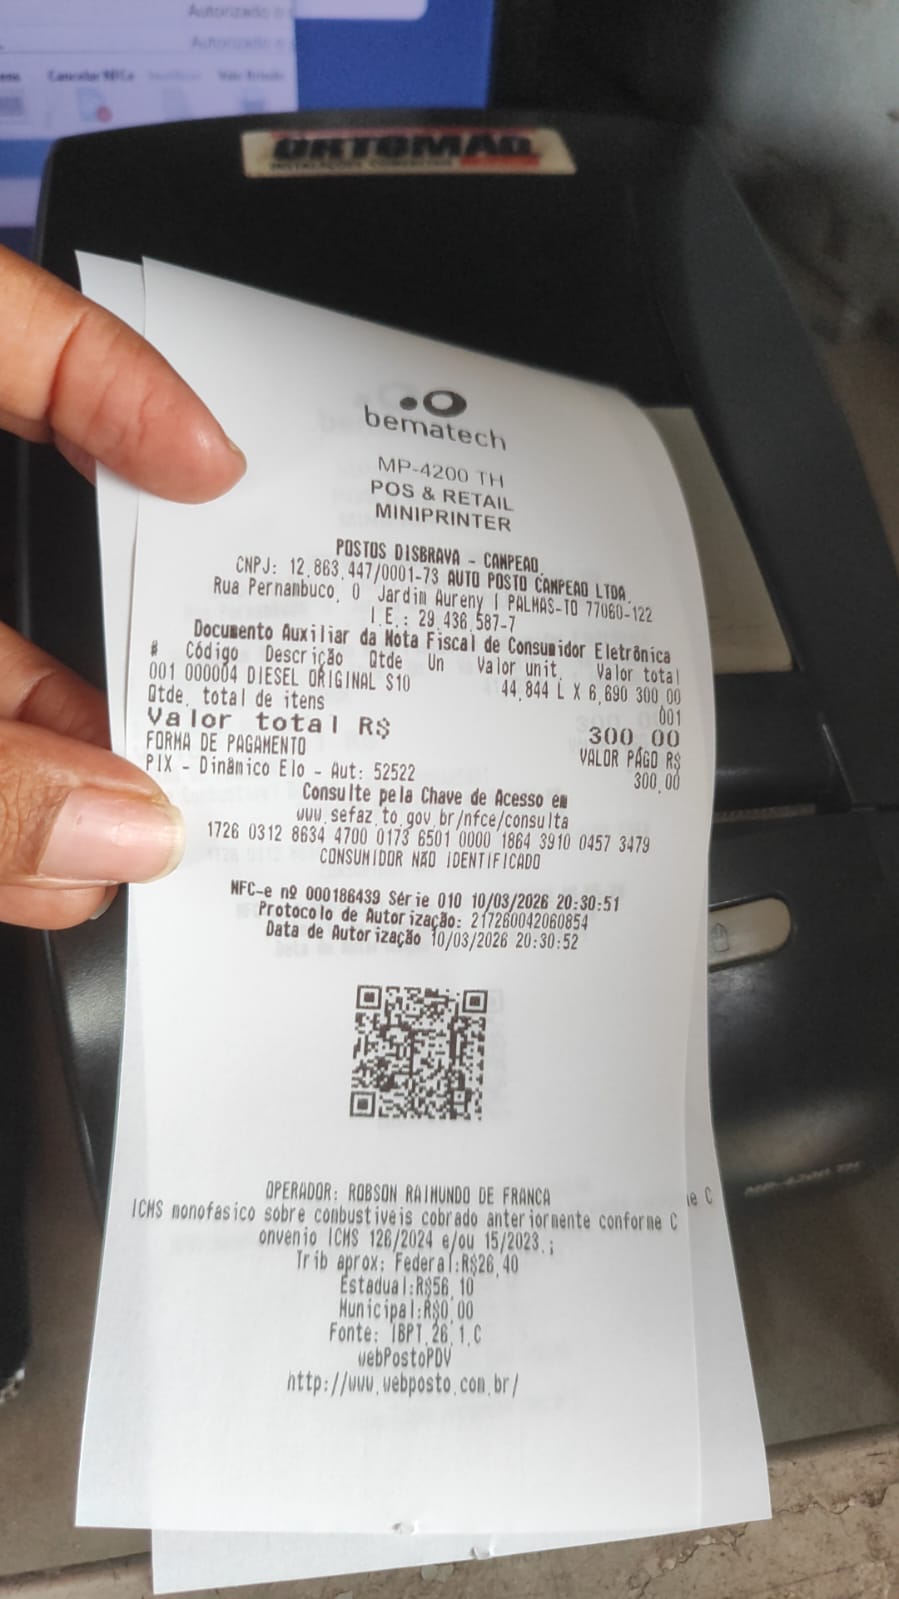 Autorizado o
Autorizado o
Cancelar NFCe
ORTOMAQ
bematech
MP-4200 TH
POS & RETAIL
MINIPRINTER
POSTOS DISBRAVA - CAMPEAO.
CNPJ: 12.863.447/0001-73 AUTO POSTO CAMPEAO LTDA.
Rua Pernambuco, 0 Jardim Aureny I PALMAS-TO 77060-122
I.E.: 29.436.587-7
Documento Auxiliar da Nota Fiscal de Consumidor Eletrônica
# Código Descrição Qtde Un Valor unit. Valor total
001 000004 DIESEL ORIGINAL S10 44,844 L X 6,690 300,00
Qtde. total de itens 001
Valor total R$ 300,00
FORMA DE PAGAMENTO VALOR PAGO R$
PIX - Dinâmico Elo - Aut: 52522 300,00
Consulte pela Chave de Acesso em
www.sefaz.to.gov.br/nfce/consulta
1726 0312 8634 4700 0173 6501 0000 1864 3910 0457 3479
CONSUMIDOR NÃO IDENTIFICADO
NFC-e nº 000186439 Série 010 10/03/2026 20:30:51
Protocolo de Autorização: 217260042060854
Data de Autorização 10/03/2026 20:30:52
OPERADOR: ROBSON RAIMUNDO DE FRANCA
ICMS monofasico sobre combustiveis cobrado anteriormente conforme C
onvenio ICMS 126/2024 e/ou 15/2023.;
Trib aprox: Federal:R$26,40
Estadual:R$56,10
Municipal:R$0,00
Fonte: IBPT.26.1.C
webPostoPDV
http://www.webposto.com.br/
MP-4200 TH